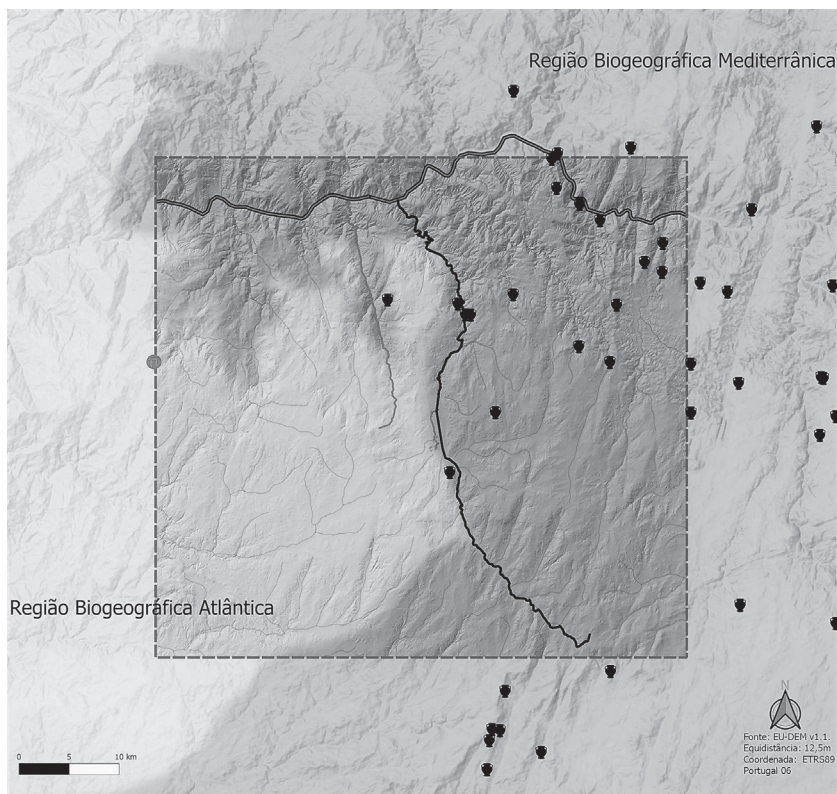 Região Biogeográfica Mediterrânica
Região Biogeográfica Atlântica
N
0 5 10 km
Fonte: EU-DEM v1.1.
Equidistância: 12,5m
Coordenada: ETRS89
Portugal 06